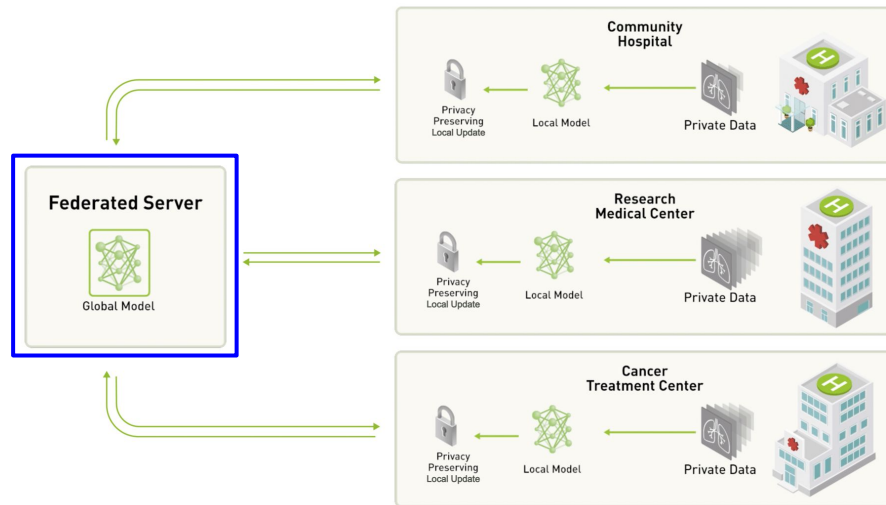 Community
Hospital
Privacy
Preserving
Local Update
Local Model
Private Data
H
Federated Server
Global Model
Research
Medical Center
Privacy
Preserving
Local Update
Local Model
Private Data
H
Cancer
Treatment Center
Privacy
Preserving
Local Update
Local Model
Private Data
H